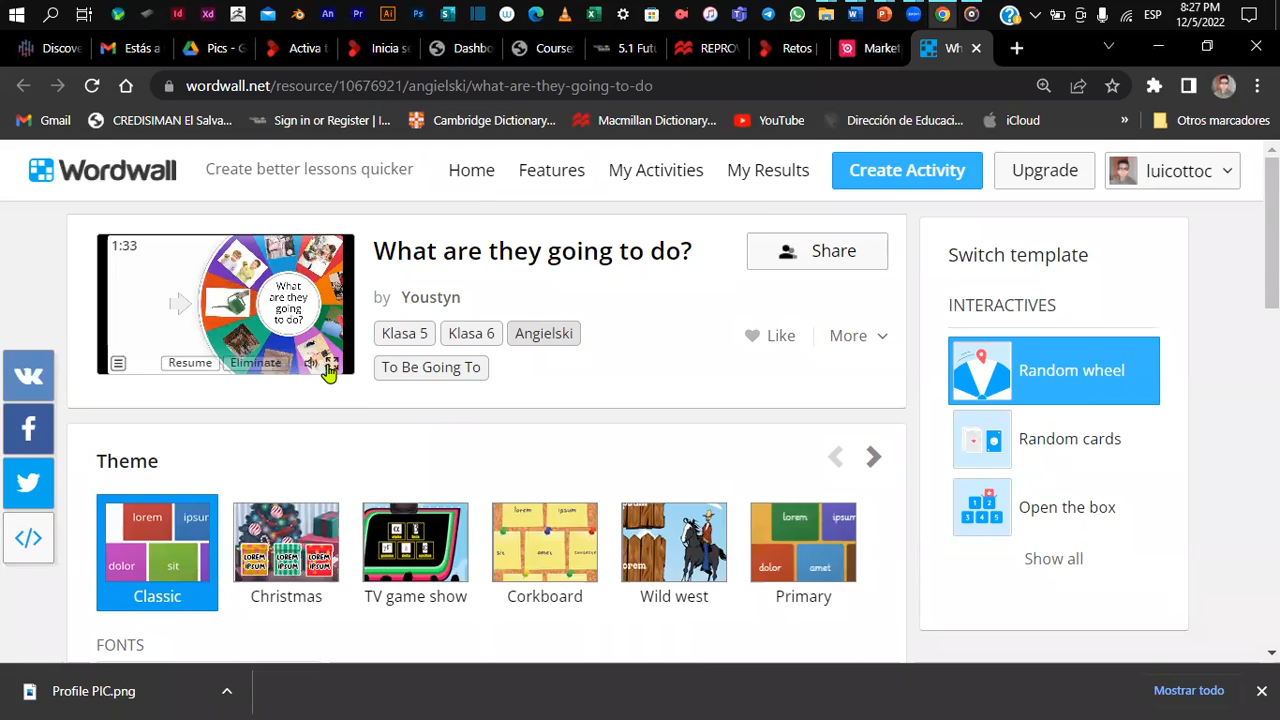 ESP
8:27 PM
12/5/2022
Discov
Estás a
Pics - G
Activa t
Inicia se
Dashbo
Course:
5.1 Futu
REPROV
Retos |
Market
Wh
wordwall.net/resource/10676921/angielski/what-are-they-going-to-do
Gmail
CREDISIMAN El Salva...
Sign in or Register | I...
Cambridge Dictionary...
Macmillan Dictionary...
YouTube
Dirección de Educaci...
iCloud
»
Otros marcadores
Wordwall
Create better lessons quicker
Home
Features
My Activities
My Results
Create Activity
Upgrade
luicottoc
1:33
What
are they
going
to do?
Resume
Eliminate
What are they going to do?
by Youstyn
Klasa 5
Klasa 6
Angielski
To Be Going To
Share
Like
More
Switch template
INTERACTIVES
Random wheel
Random cards
Open the box
Show all
Theme
Classic
Christmas
TV game show
Corkboard
Wild west
Primary
FONTS
Profile PIC.png
Mostrar todo